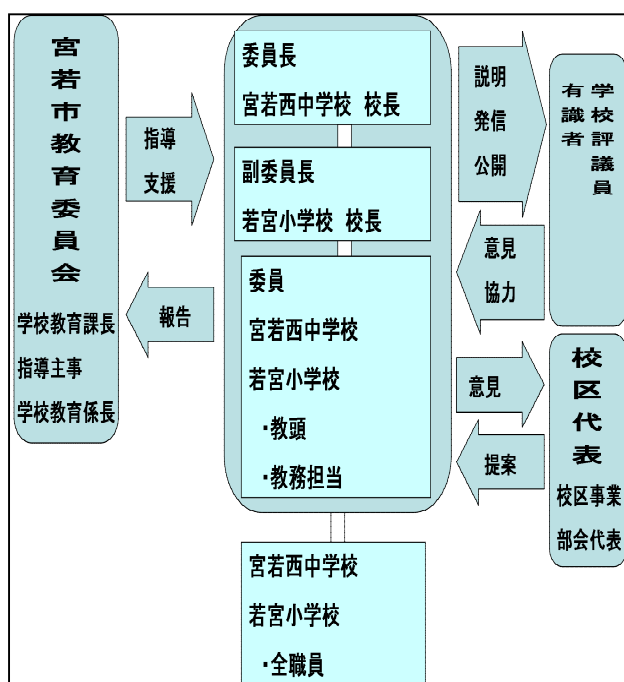 宮若市教育委員会
学校教育課長
指導主事
学校教育係長
指導
支援
報告
委員長
宮若西中学校 校長
副委員長
若宮小学校 校長
委員
宮若西中学校
若宮小学校
・教頭
・教務担当
宮若西中学校
若宮小学校
・全職員
説明
発信
公開
意見
協力
意見
提案
学校評議員
有識者
校区代表
校区事業
部会代表